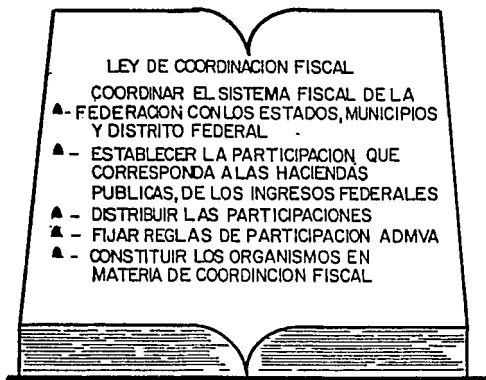 LEY DE COORDINACION FISCAL
COORDINAR EL SISTEMA FISCAL DE LA
- FEDERACION CON LOS ESTADOS, MUNICIPIOS
Y DISTRITO FEDERAL
- ESTABLECER LA PARTICIPACION QUE
CORRESPONDA A LAS HACIENDAS
PUBLICAS, DE LOS INGRESOS FEDERALES
- DISTRIBUIR LAS PARTICIPACIONES
- FIJAR REGLAS DE PARTICIPACION ADMVA
- CONSTITUIR LOS ORGANISMOS EN
MATERIA DE COORDINCION FISCAL